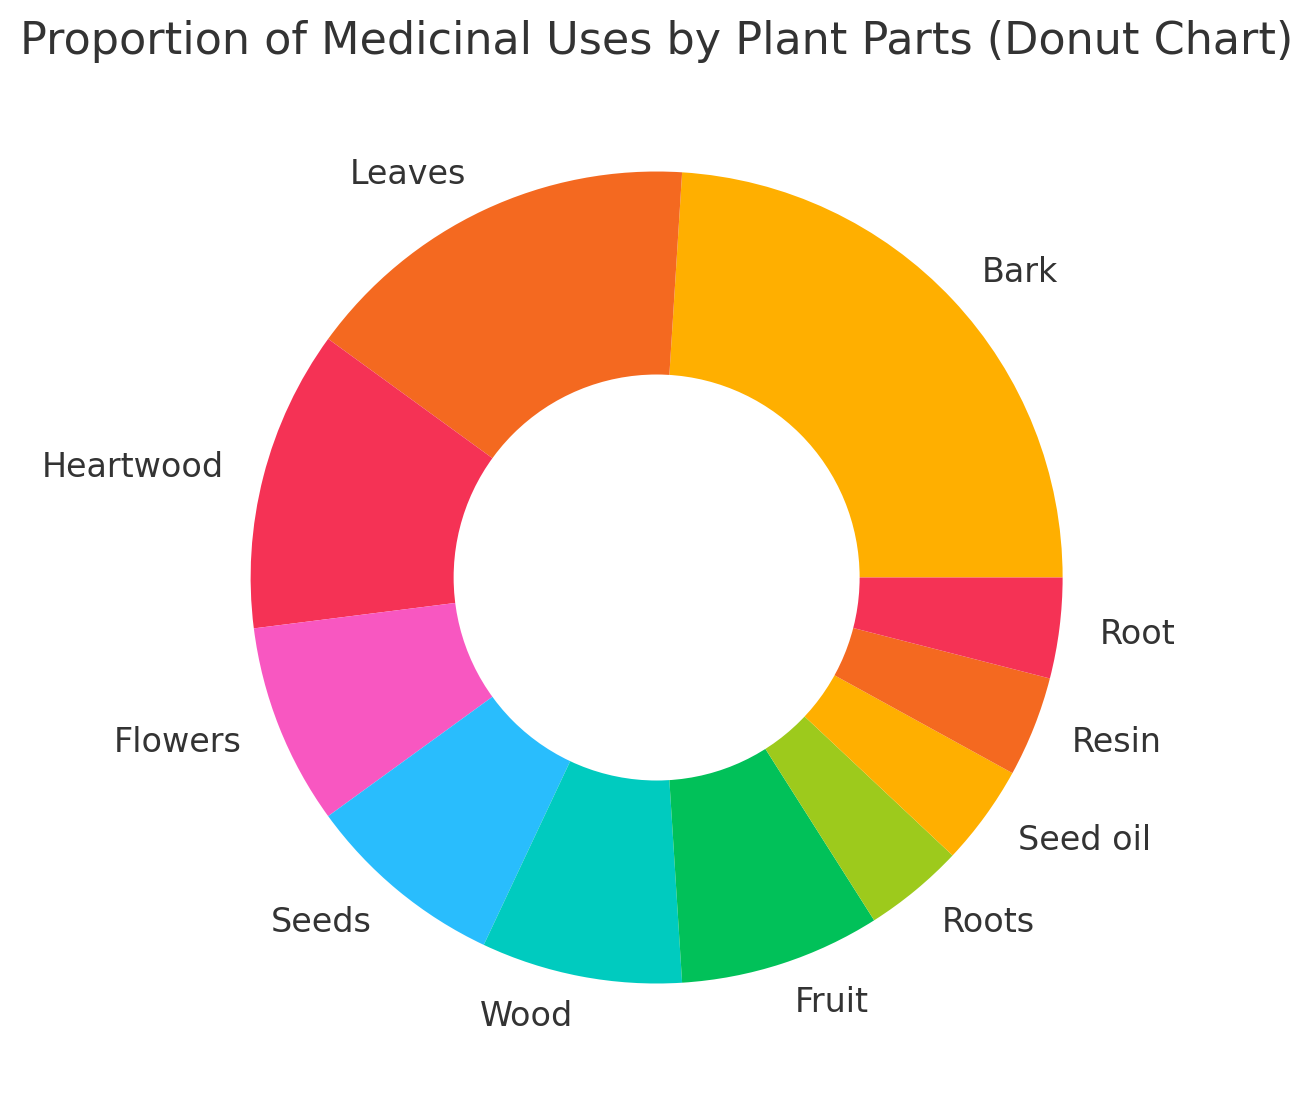 Proportion of Medicinal Uses by Plant Parts (Donut Chart)
Leaves
Bark
Heartwood
Root
Flowers
Resin
Seed oil
Seeds
Roots
Wood
Fruit